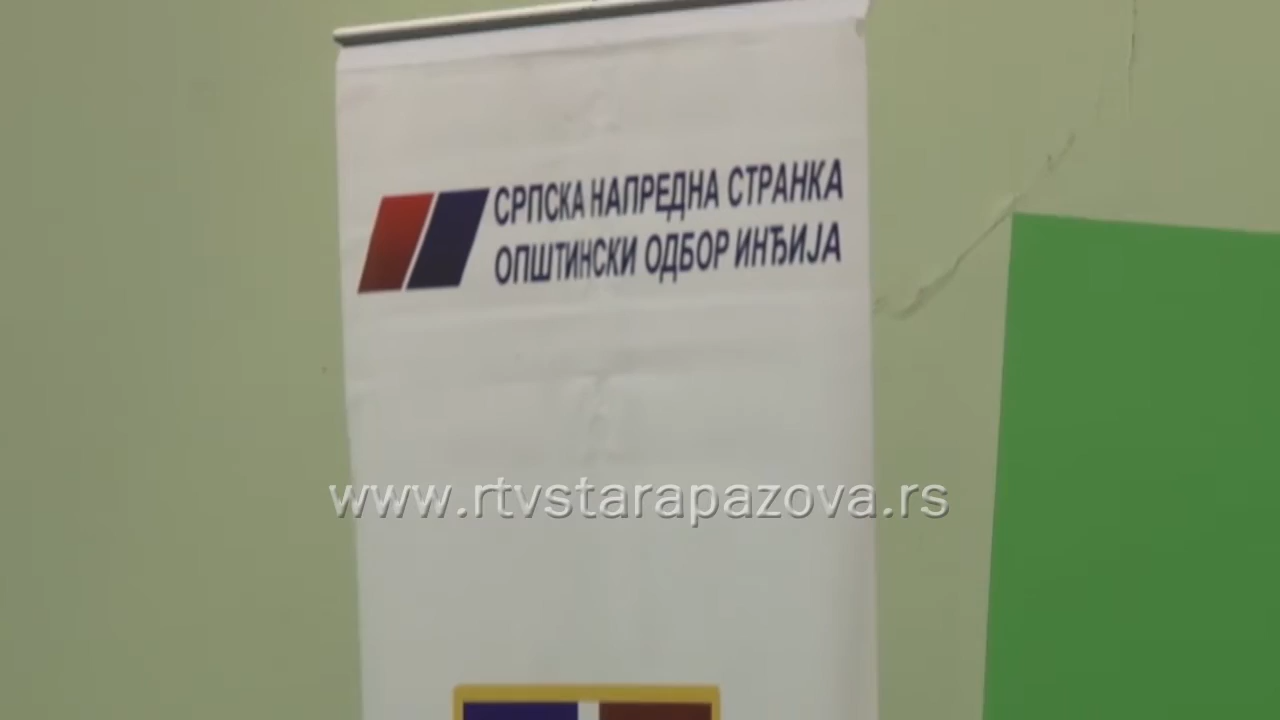 СРПСКА НАПРЕДНА СТРАНКА
ОПШТИНСКИ ОДБОР ИНЂИЈА
www.rtvstarapazova.rs